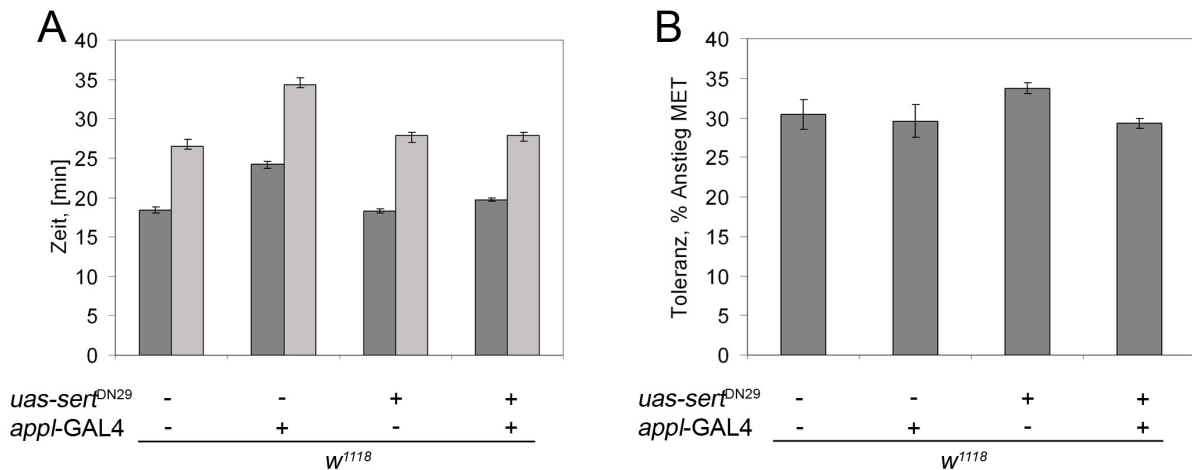 A
B
Zeit, [min]
40
35
30
25
20
15
10
5
0
Toleranz, % Anstieg MET
40
35
30
25
20
15
10
5
0
uas-sert^DN29 - - + +
appl-GAL4 - + - +
w^1118
uas-sert^DN29 - - + +
appl-GAL4 - + - +
w^1118